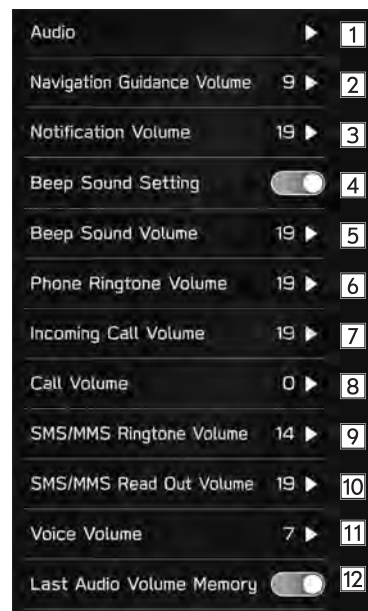 Audio 1
Navigation Guidance Volume 9 2
Notification Volume 19 3
Beep Sound Setting 4
Beep Sound Volume 19 5
Phone Ringtone Volume 19 6
Incoming Call Volume 19 7
Call Volume 0 8
SMS/MMS Ringtone Volume 14 9
SMS/MMS Read Out Volume 19 10
Voice Volume 7 11
Last Audio Volume Memory 12